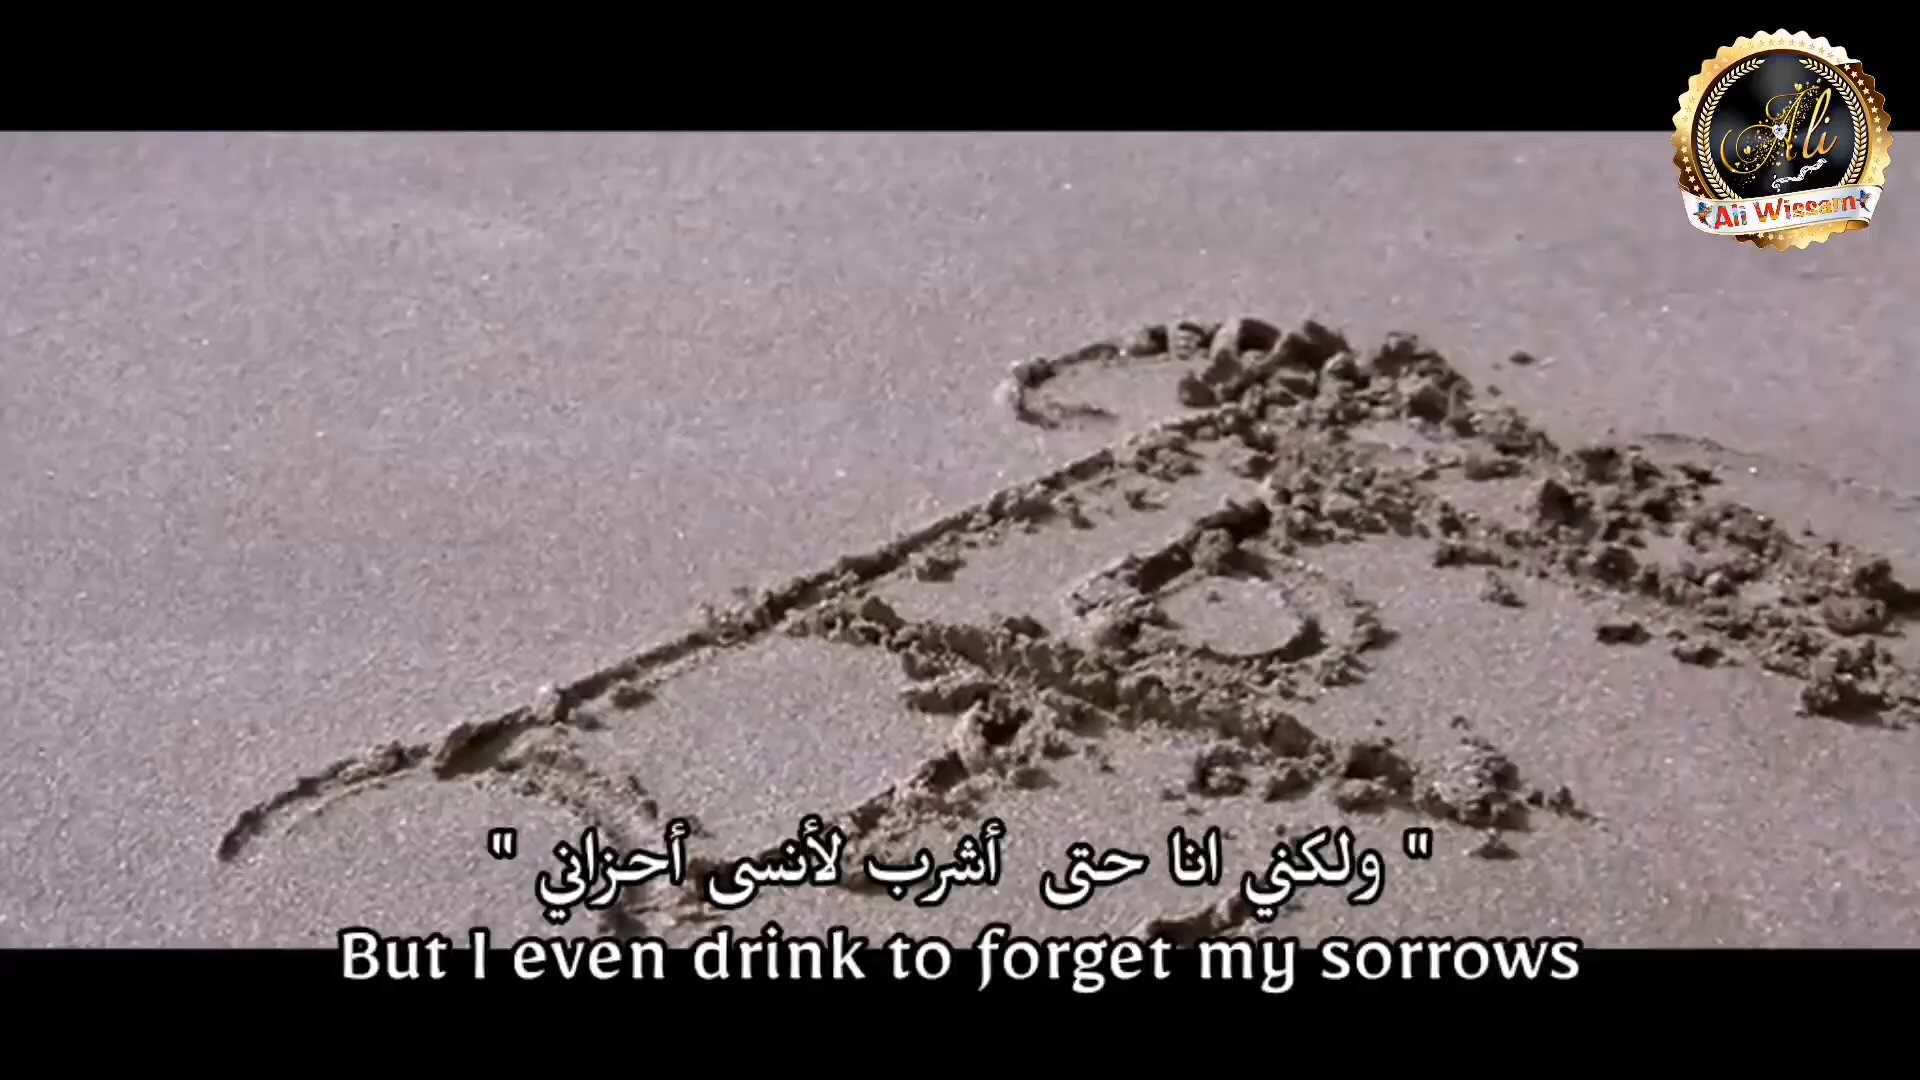 Ali
Ali Wissam
" ولكني انا حتى أشرب لأنسى أحزاني "
But I even drink to forget my sorrows